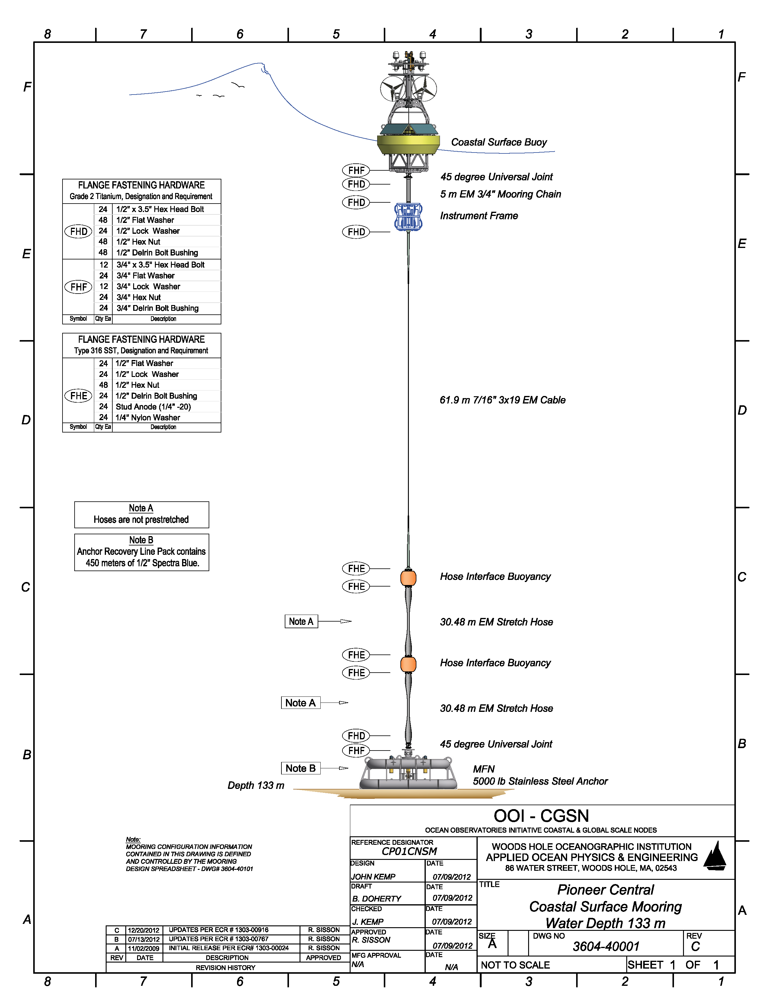 8 7 6 5 4 3 2 1
F F
Coastal Surface Buoy
FHF
45 degree Universal Joint
FHD
5 m EM 3/4" Mooring Chain
FHD
Instrument Frame
FHD
FLANGE FASTENING HARDWARE
Grade 2 Titanium, Designation and Requirement
FHD
24 1/2" x 3.5" Hex Head Bolt
48 1/2" Flat Washer
24 1/2" Lock Washer
48 1/2" Hex Nut
48 1/2" Delrin Bolt Bushing
FHF
12 3/4" x 3.5" Hex Head Bolt
24 3/4" Flat Washer
12 3/4" Lock Washer
24 3/4" Hex Nut
24 3/4" Delrin Bolt Bushing
Symbol Qty Ea Description
E E
FLANGE FASTENING HARDWARE
Type 316 SST, Designation and Requirement
FHE
24 1/2" Flat Washer
24 1/2" Lock Washer
48 1/2" Hex Nut
24 1/2" Delrin Bolt Bushing
24 Stud Anode (1/4" -20)
24 1/4" Nylon Washer
Symbol Qty Ea Description
61.9 m 7/16" 3x19 EM Cable
D D
Note A
Hoses are not prestretched
Note B
Anchor Recovery Line Pack contains
450 meters of 1/2" Spectra Blue.
FHE
Hose Interface Buoyancy
FHE
C C
Note A
30.48 m EM Stretch Hose
FHE
Hose Interface Buoyancy
FHE
Note A
30.48 m EM Stretch Hose
FHD
45 degree Universal Joint
FHF
B B
Note B
MFN
5000 lb Stainless Steel Anchor
Depth 133 m
OOI - CGSN
OCEAN OBSERVATORIES INITIATIVE COASTAL & GLOBAL SCALE NODES
Note:
MOORING CONFIGURATION INFORMATION
CONTAINED IN THIS DRAWING IS DEFINED
AND CONTROLLED BY THE MOORING
DESIGN SPREADSHEET - DWG# 3604-40101
REFERENCE DESIGNATOR
CP01CNSM
WOODS HOLE OCEANOGRAPHIC INSTITUTION
APPLIED OCEAN PHYSICS & ENGINEERING
86 WATER STREET, WOODS HOLE, MA, 02543
DESIGN DATE
JOHN KEMP 07/09/2012
DRAFT DATE
B. DOHERTY 07/09/2012
CHECKED DATE
J. KEMP 07/09/2012
APPROVED DATE
R. SISSON 07/09/2012
MFG APPROVAL DATE
N/A N/A
TITLE
Pioneer Central
Coastal Surface Mooring
Water Depth 133 m
A A
SIZE DWG NO REV
A 3604-40001 C
NOT TO SCALE SHEET 1 OF 1
C 12/20/2012 UPDATES PER ECR # 1303-00916 R. SISSON
B 07/13/2012 UPDATES PER ECR # 1303-00767 R. SISSON
A 11/02/2009 INITIAL RELEASE PER ECR# 1303-00024 R. SISSON
REV DATE DESCRIPTION APPROVED
REVISION HISTORY
8 7 6 5 4 3 2 1